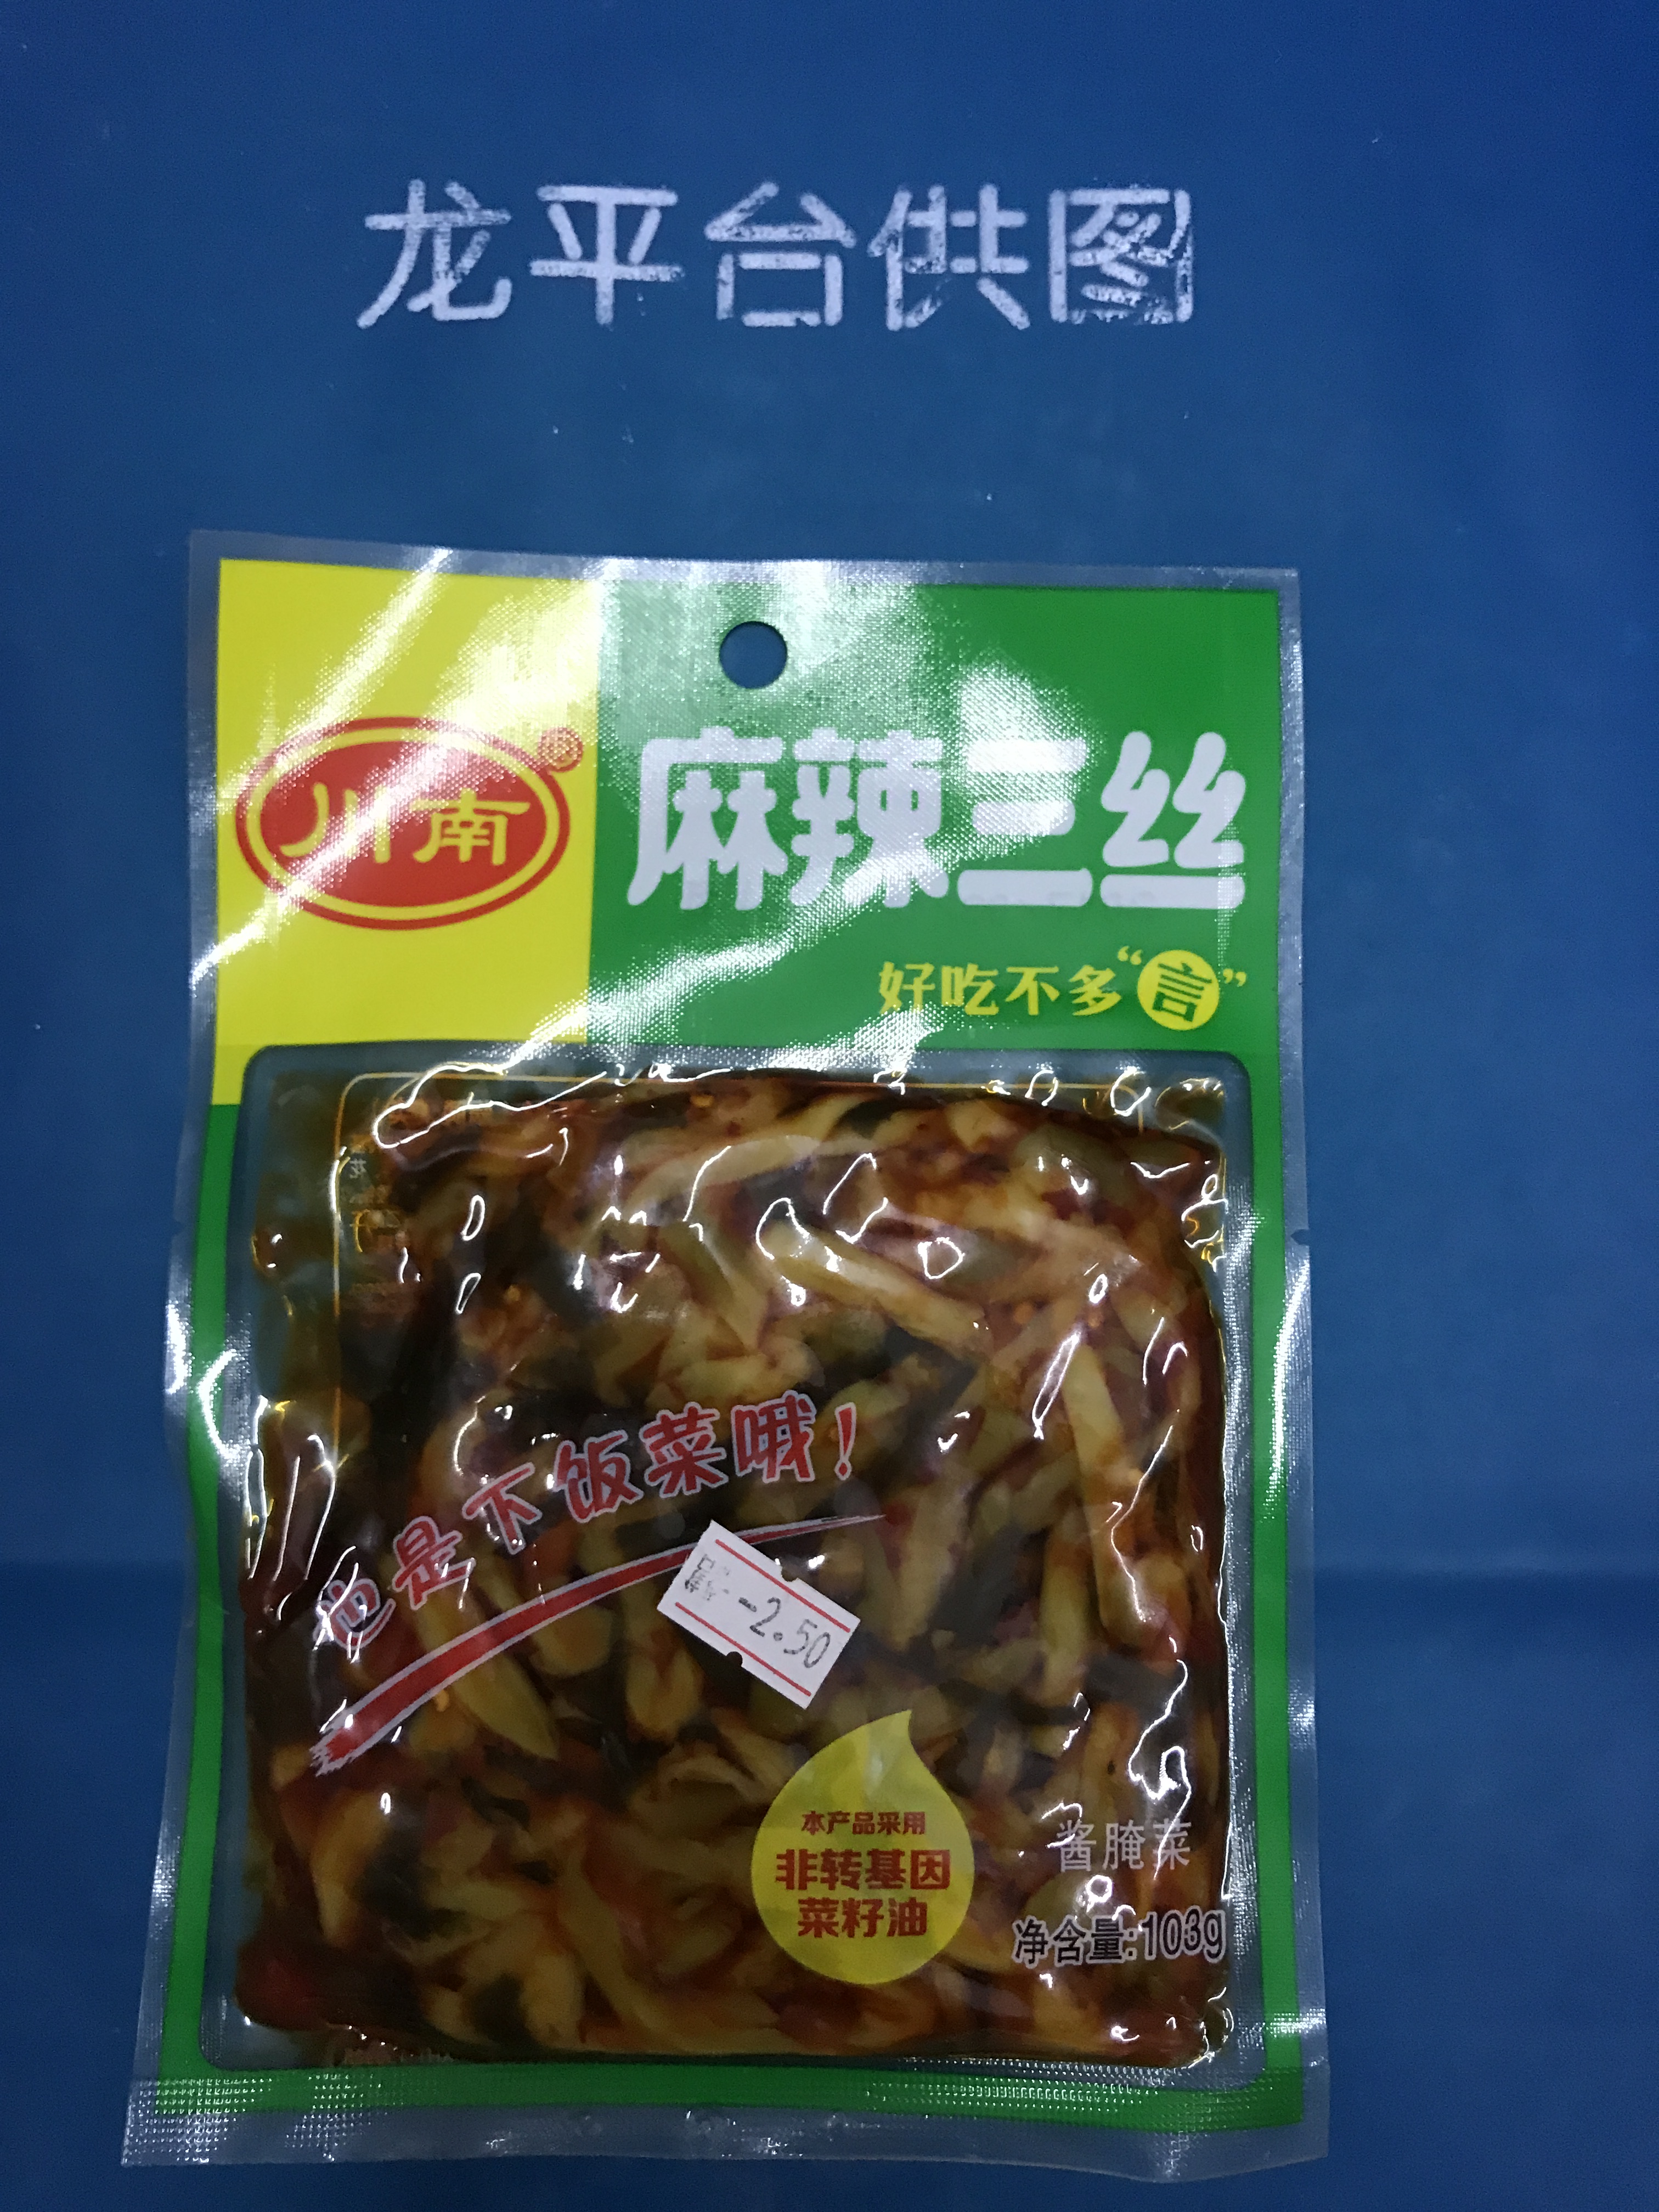 龙平台供图
川南®
麻辣三丝
好吃不多“言”
也是下饭菜哦！
-2.50
本产品采用
非转基因
菜籽油
酱腌菜
净含量:103g